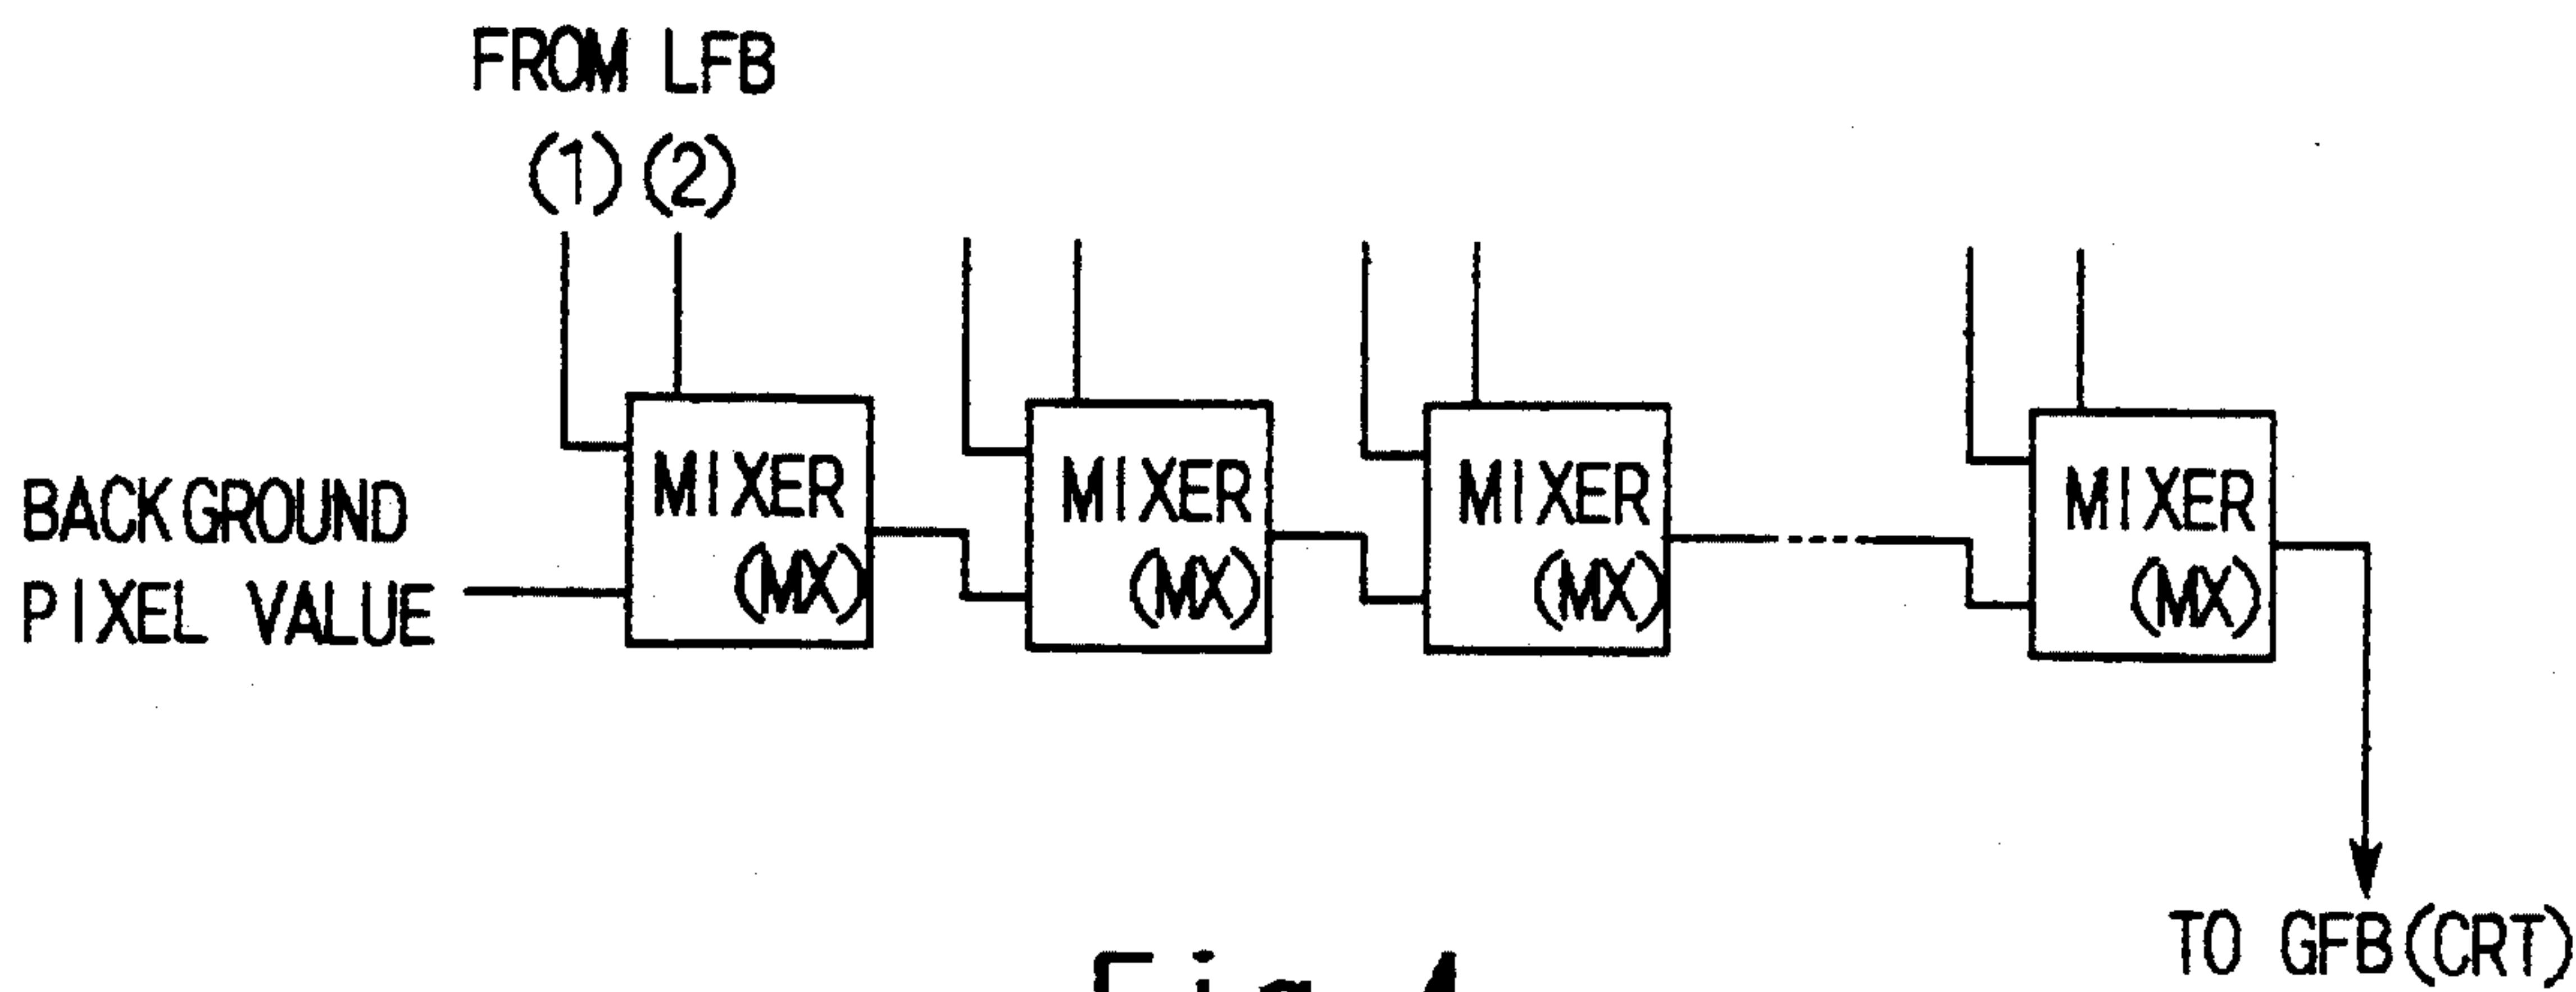 FROM LFB
(1) (2)
BACKGROUND
PIXEL VALUE
MIXER
(MX)
MIXER
(MX)
MIXER
(MX)
MIXER
(MX)
TO GFB(CRT)